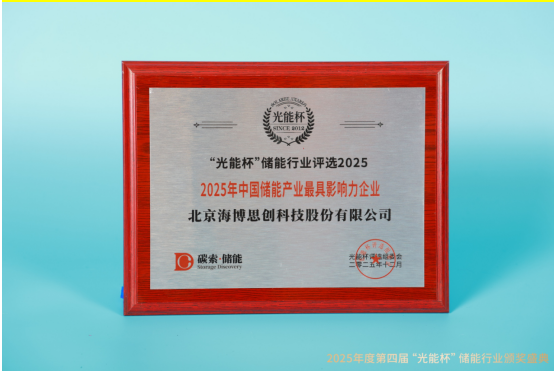 光能杯
SINCE 2012
“光能杯”储能行业评选2025
2025年中国储能产业最具影响力企业
北京海博思创科技股份有限公司
碳索·储能
Storage Discovery
光能杯评选组委会
二零二五年十二月
2025年度第四届“光能杯”储能行业颁奖盛典